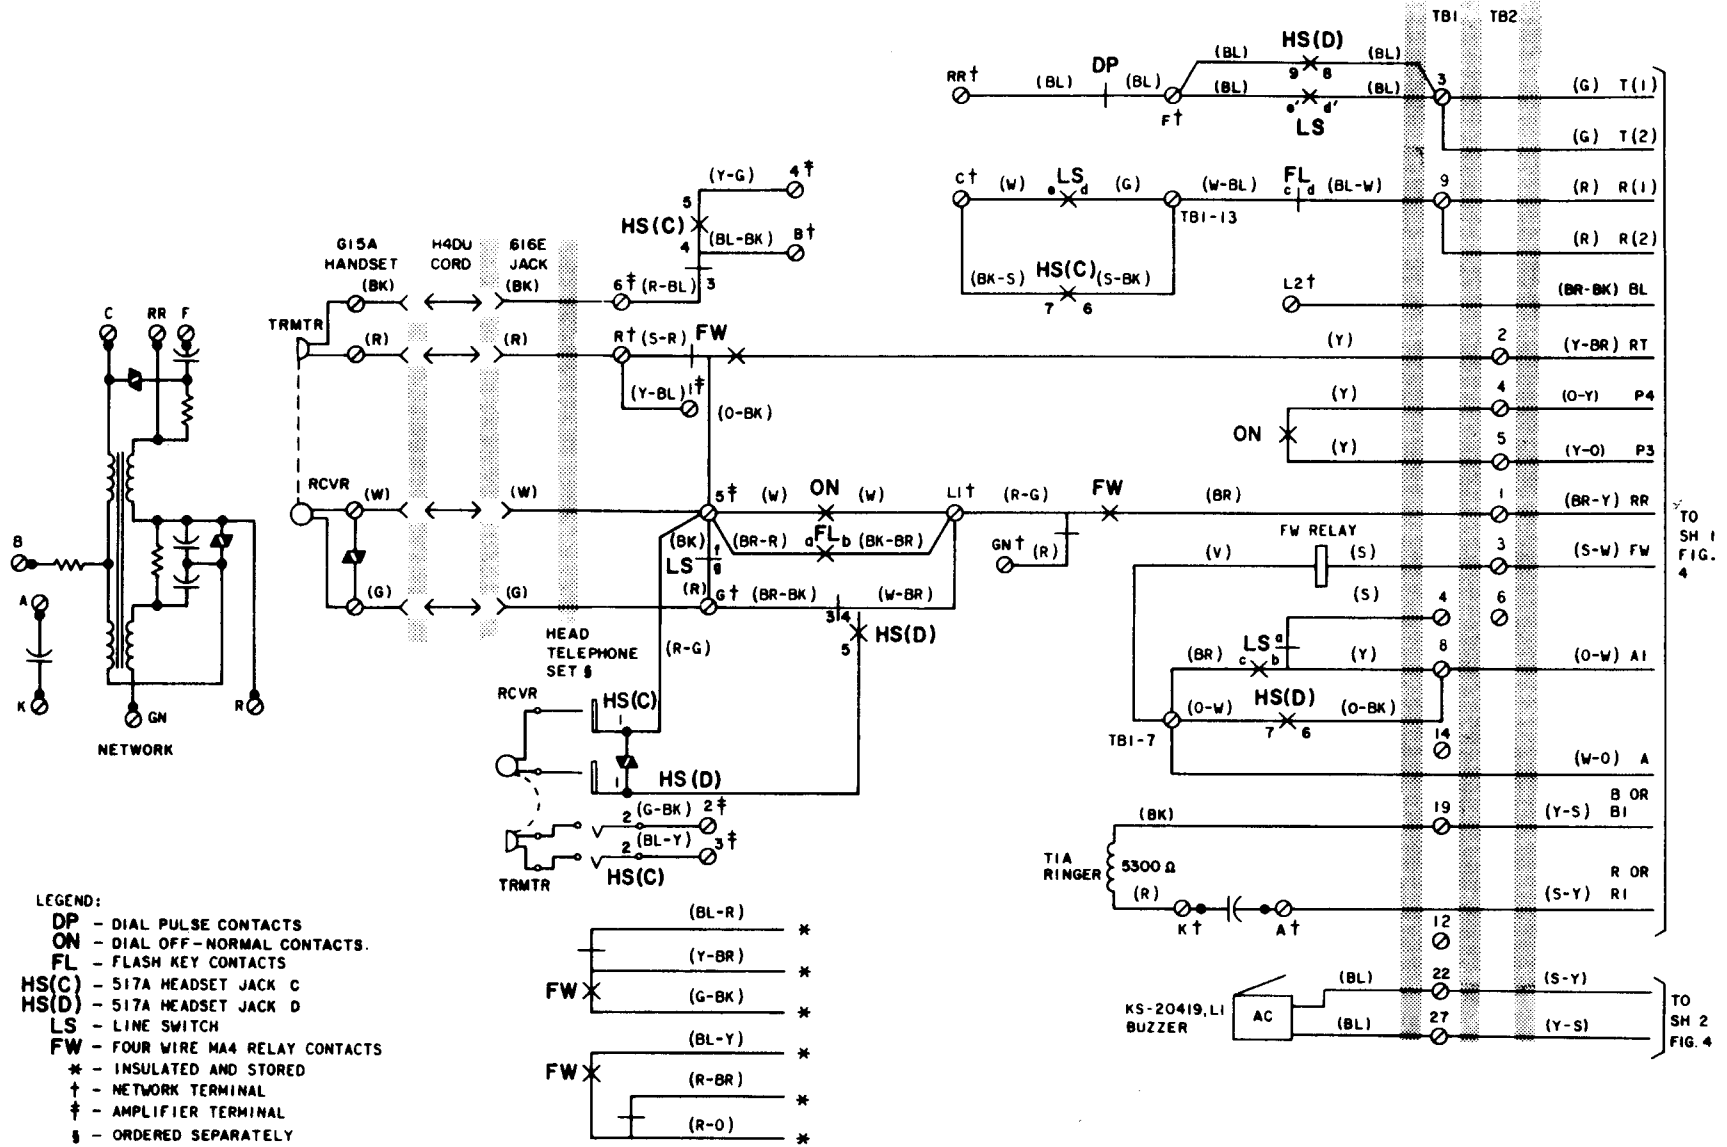 TB1 TB2
HS(D)
(BL) (BL)
9 8
RR† (BL) DP (BL) (BL) (BL) 3 (G) T(1)
F† e' d'
LS
(G) T(2)
C† (W) LS (G) (W-BL) FL (BL-W) 9 (R) R(1)
e d c d
TB1-13
(R) R(2)
(BK-S) HS(C) (S-BK)
7 6
L2† (BR-BK) BL
(Y) 2 (Y-BR) RT
(Y) 4 (O-Y) P4
ON
(Y) 5 (Y-O) P3
(Y-G) 4‡
5
HS(C)
4 (BL-BK) B†
3
G15A HANDSET
H4DU CORD
616E JACK
(BK) (BK) 6‡ (R-BL)
TRMTR
(R) (R) R† (S-R) FW
(Y-BL) 1‡
(O-BK)
RCVR
(W) (W) 5‡ (W) ON (W) L1† (R-G) FW (BR) 1 (BR-Y) RR
(BK) (BR-R) a FL b (BK-BR) GN† (R)
LS f
g
(G) (G) (R) G† (BR-BK) (W-BR)
3 4
HS(D)
5
(R-G)
FW RELAY
(V) (S) 3 (S-W) FW
(S) 4 6
LS a
(BR) c b (Y) 8 (O-W) A1
HS(D)
(O-W) (O-BK)
7 6
TB1-7 14
(W-O) A
B OR
(BK) 19 (Y-S) B1
T1A
RINGER 5300 Ω
R OR
(R) (S-Y) R1
K† A†
12
TO
SH 1
FIG.
4
(BL) 22 (S-Y)
KS-20419, L1
BUZZER AC
(BL) 27 (Y-S)
TO
SH 2
FIG. 4
C RR F
B
A
K GN R
NETWORK
HEAD
TELEPHONE
SET §
RCVR HS(C)
1
1 HS(D)
2 (G-BK) 2‡
2 (BL-Y) 3‡
TRMTR HS(C)
(BL-R) *
(Y-BR) *
FW (G-BK) *
(BL-Y) *
FW (R-BR) *
(R-O) *
LEGEND:
DP - DIAL PULSE CONTACTS
ON - DIAL OFF-NORMAL CONTACTS.
FL - FLASH KEY CONTACTS
HS(C) - 517A HEADSET JACK C
HS(D) - 517A HEADSET JACK D
LS - LINE SWITCH
FW - FOUR WIRE MA4 RELAY CONTACTS
* - INSULATED AND STORED
† - NETWORK TERMINAL
‡ - AMPLIFIER TERMINAL
§ - ORDERED SEPARATELY